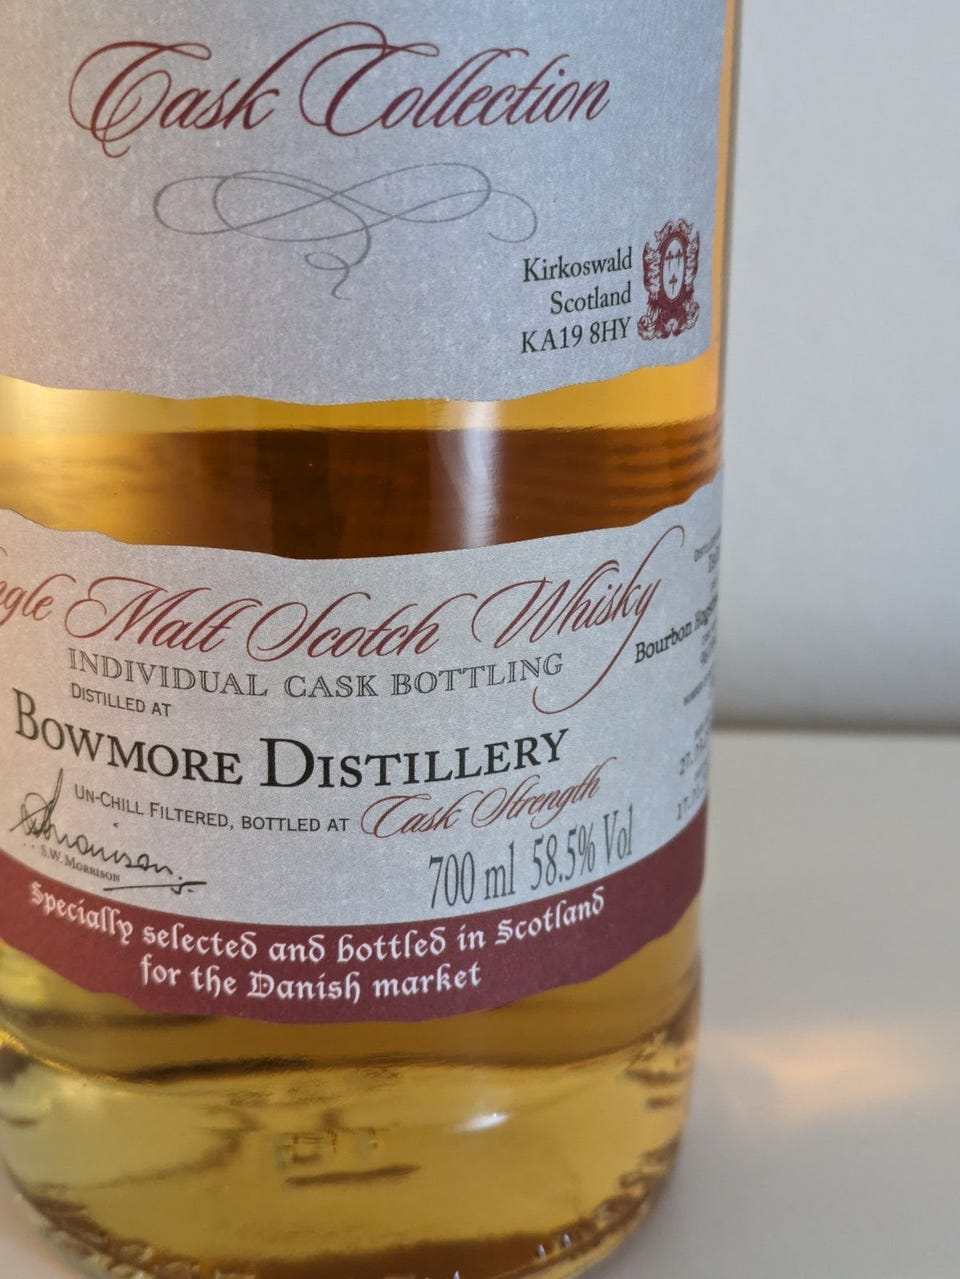 Cask Collection
Kirkoswald
Scotland
KA19 8HY
Malt Scotch Whisky
INDIVIDUAL CASK BOTTLING
DISTILLED AT
BOWMORE DISTILLERY
UN-CHILL FILTERED, BOTTLED AT Cask Strength
S.W. MORRISON
700 ml 58.5% Vol
Specially selected and bottled in Scotland
for the Danish market
Bourbon